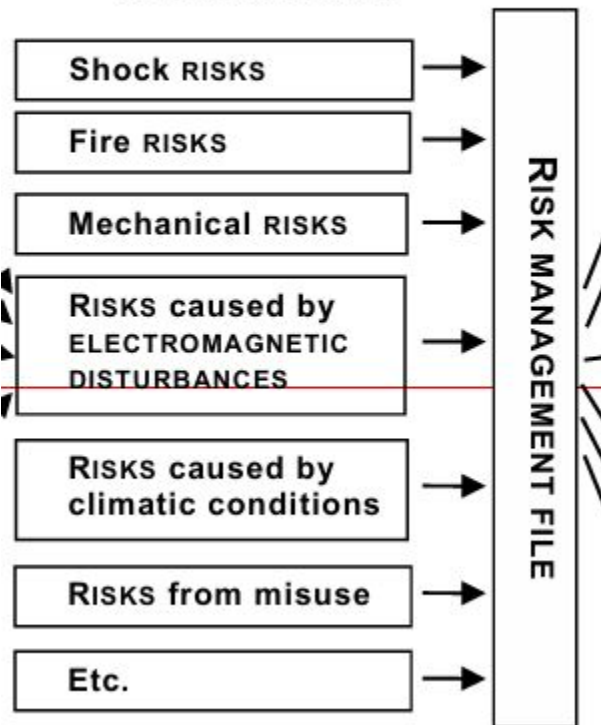 Shock RISKS
Fire RISKS
Mechanical RISKS
RISKS caused by
ELECTROMAGNETIC
DISTURBANCES
RISKS caused by
climatic conditions
RISKS from misuse
Etc.
RISK MANAGEMENT FILE